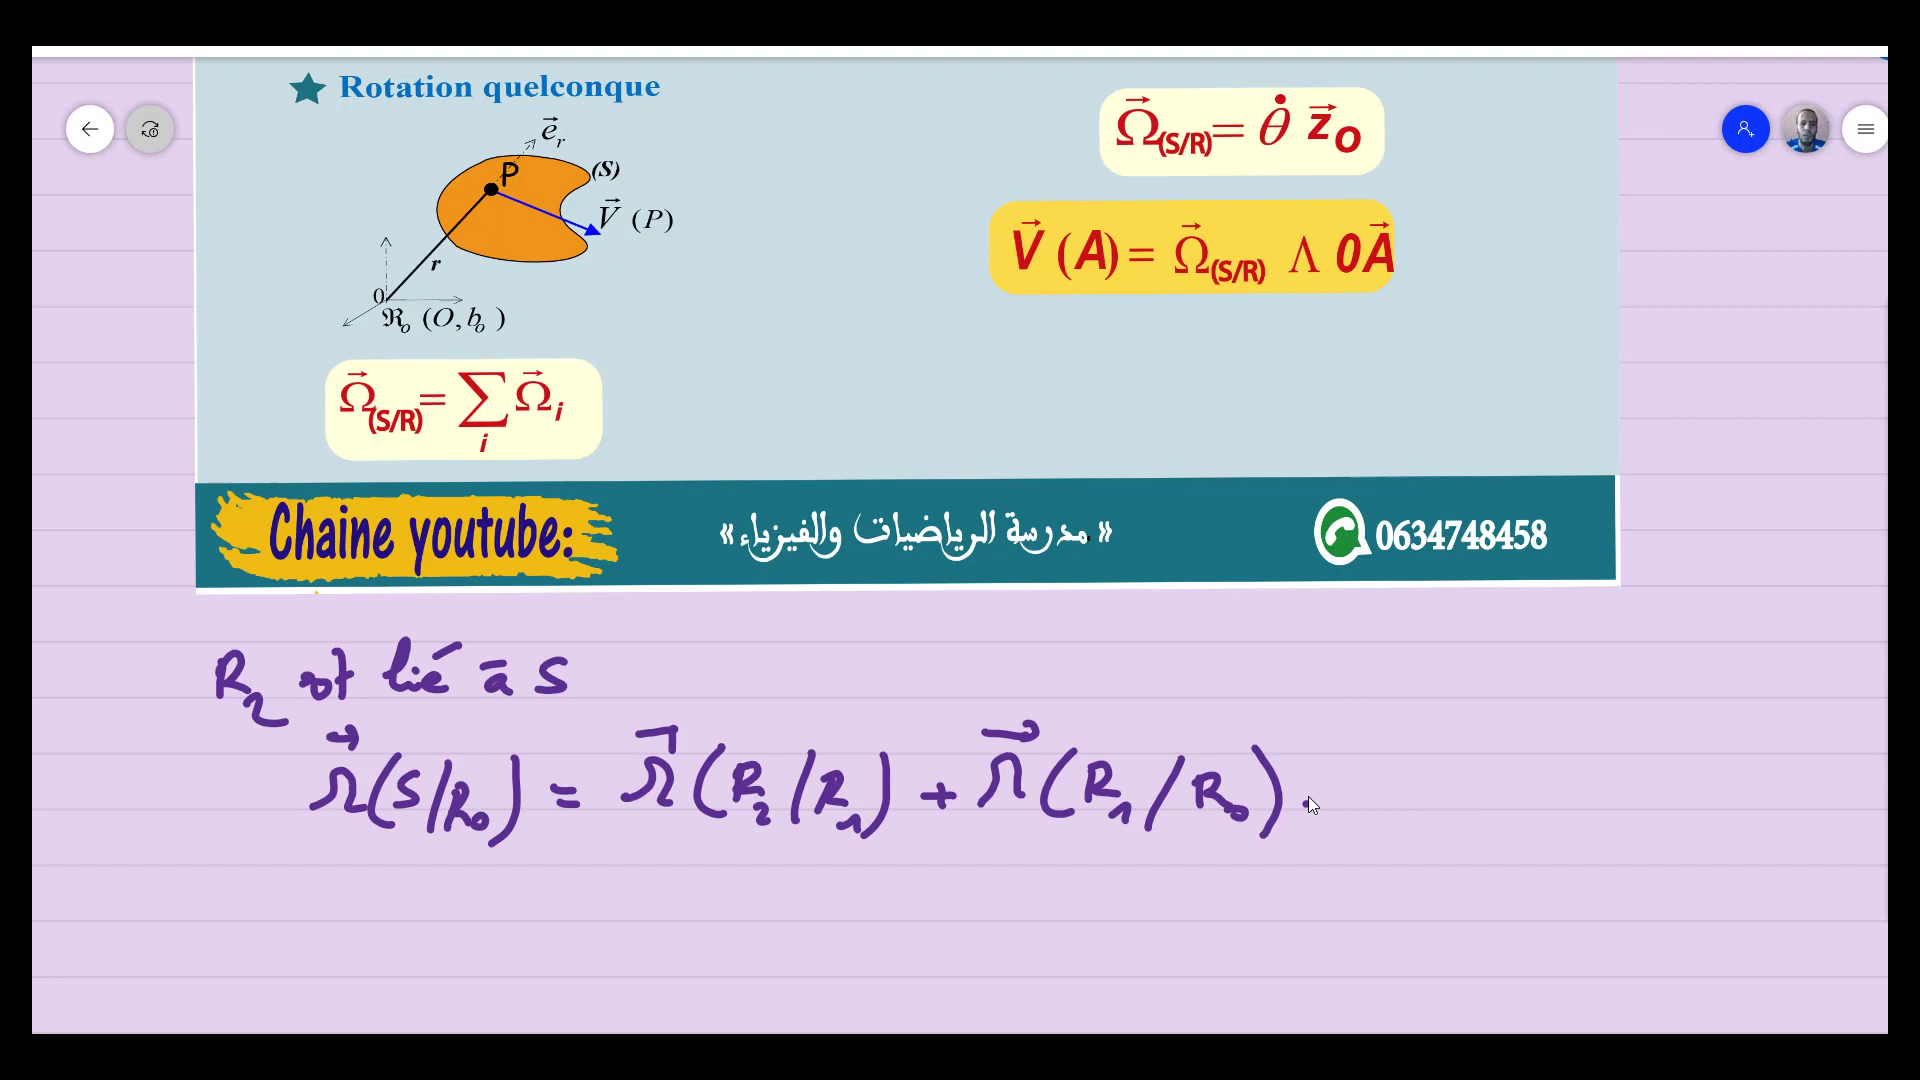 ★ Rotation quelconque
e⃗r
P
(S)
V⃗ (P)
r
0
ℜo (O, bo )
Ω⃗(S/R) = θ̇ z⃗o
V⃗ (A) = Ω⃗(S/R) Λ 0A⃗
Ω⃗(S/R) = ∑i Ω⃗i
Chaine youtube:
«مدرسة الرياضيات والفيزياء»
0634748458
R2 est lié à S
Ω⃗(S/R0) = Ω⃗(R2/R1) + Ω⃗(R1/R0)